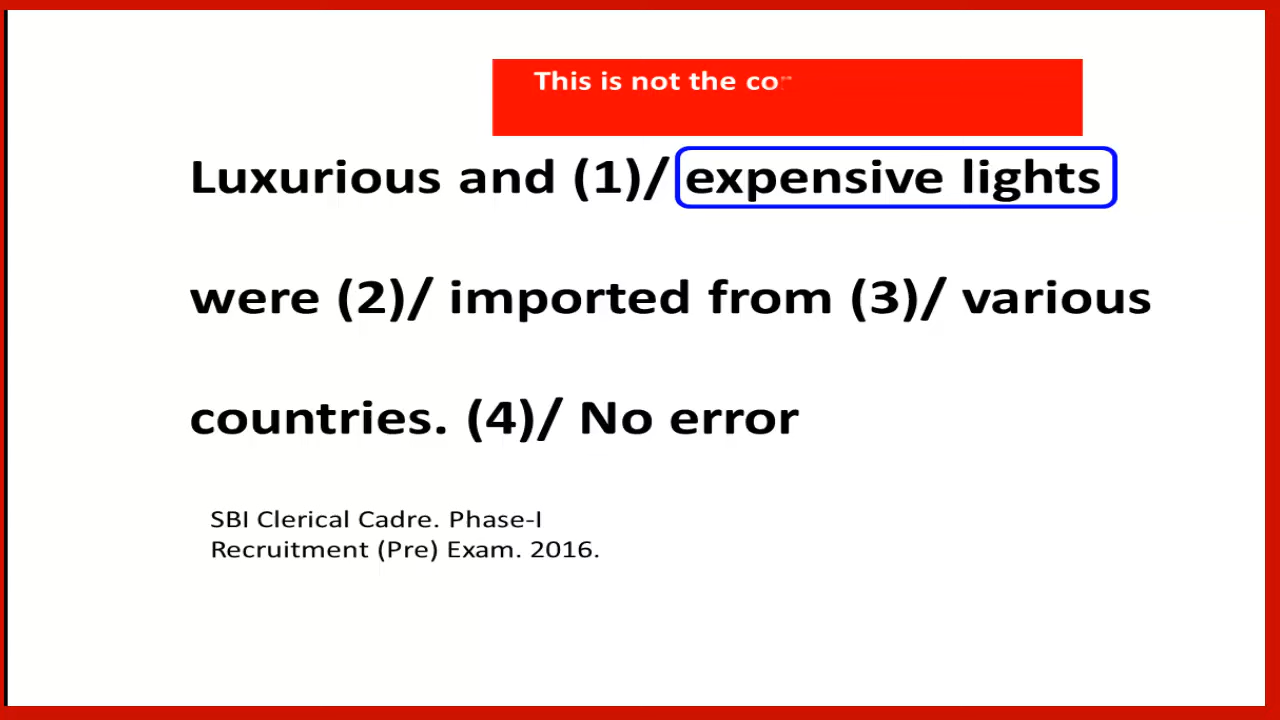 This is not the co
Luxurious and (1)/ expensive lights
were (2)/ imported from (3)/ various
countries. (4)/ No error
SBI Clerical Cadre. Phase-I
Recruitment (Pre) Exam. 2016.